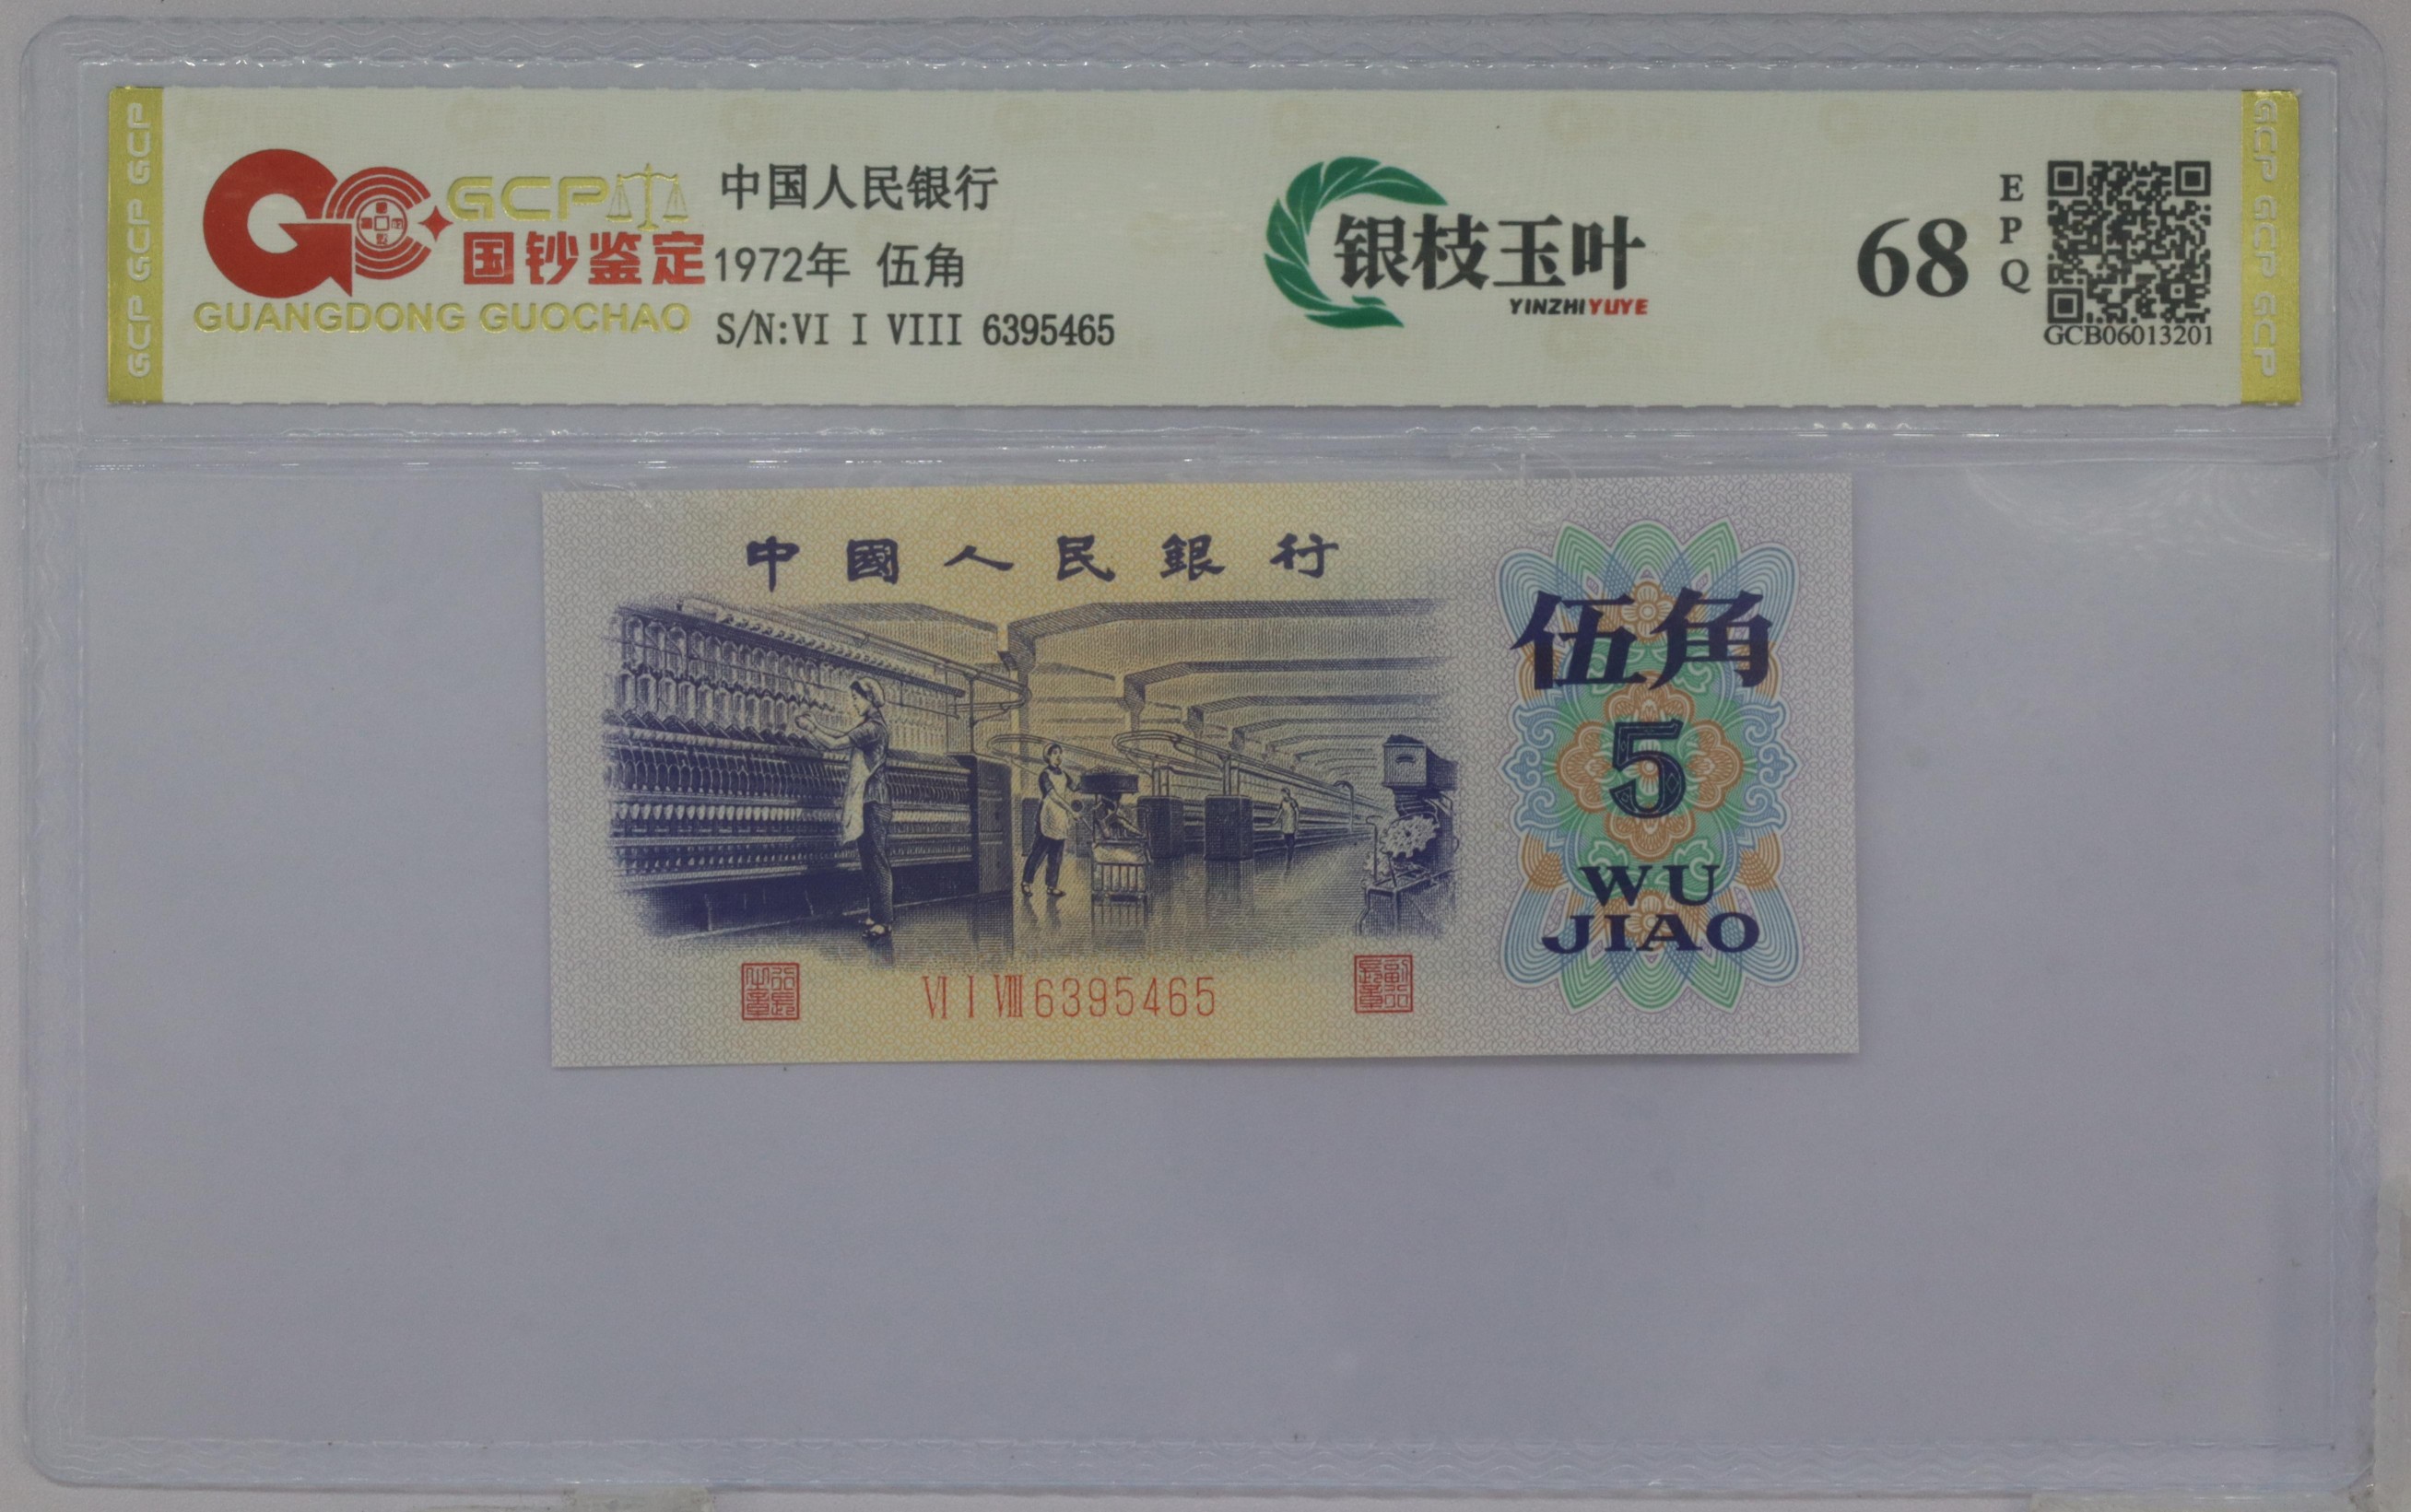 GCP GCP GCP
GCP
国钞鉴定
GUANGDONG GUOCHAO
中国人民银行
1972年 伍角
S/N:VI I VIII 6395465
银枝玉叶
YINZHIYUYE
68
EPQ
GCB06013201
GCP GCP GCP
中國人民銀行
伍角
5
WU
JIAO
VI I VIII 6395465